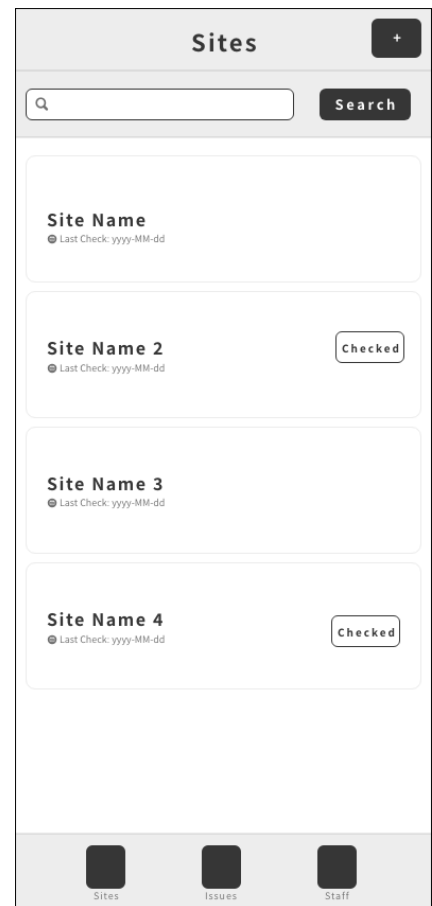 Sites
+
Search
Site Name
Last Check: yyyy-MM-dd
Site Name 2
Checked
Last Check: yyyy-MM-dd
Site Name 3
Last Check: yyyy-MM-dd
Site Name 4
Checked
Last Check: yyyy-MM-dd
Sites Issues Staff